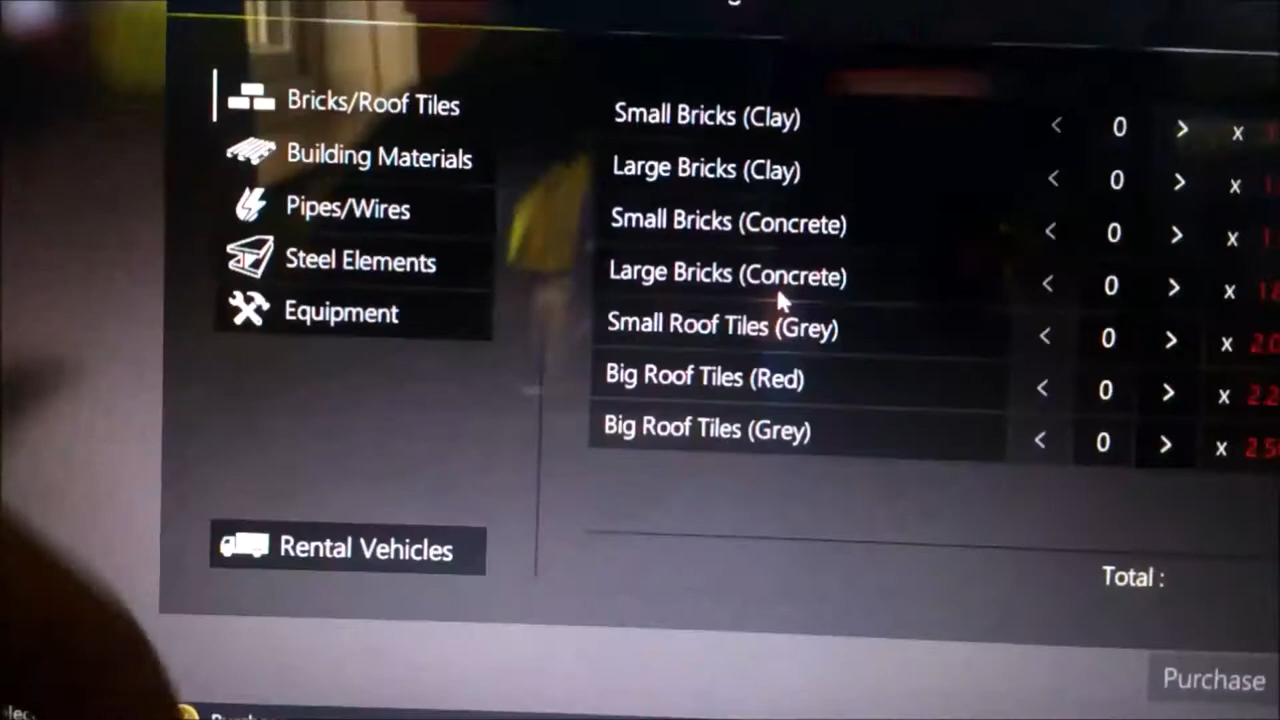 Bricks/Roof Tiles
Building Materials
Pipes/Wires
Steel Elements
Equipment
Rental Vehicles
Small Bricks (Clay) < 0 > x
Large Bricks (Clay) < 0 > x
Small Bricks (Concrete) < 0 > x
Large Bricks (Concrete) < 0 > x
Small Roof Tiles (Grey) < 0 > x
Big Roof Tiles (Red) < 0 > x
Big Roof Tiles (Grey) < 0 > x
Total :
Purchase